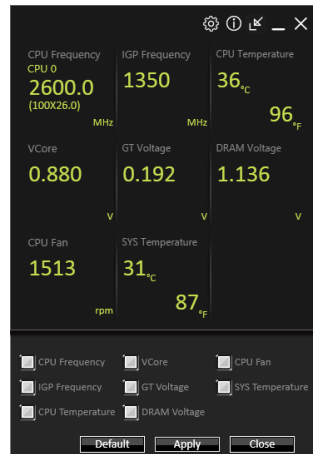 CPU Frequency IGP Frequency CPU Temperature
CPU 0
2600.0 1350 36 °C
(100X26.0)
MHz MHz 96 °F
VCore GT Voltage DRAM Voltage
0.880 0.192 1.136
V V V
CPU Fan SYS Temperature
1513 31 °C
rpm 87 °F
CPU Frequency VCore CPU Fan
IGP Frequency GT Voltage SYS Temperature
CPU Temperature DRAM Voltage
Default Apply Close